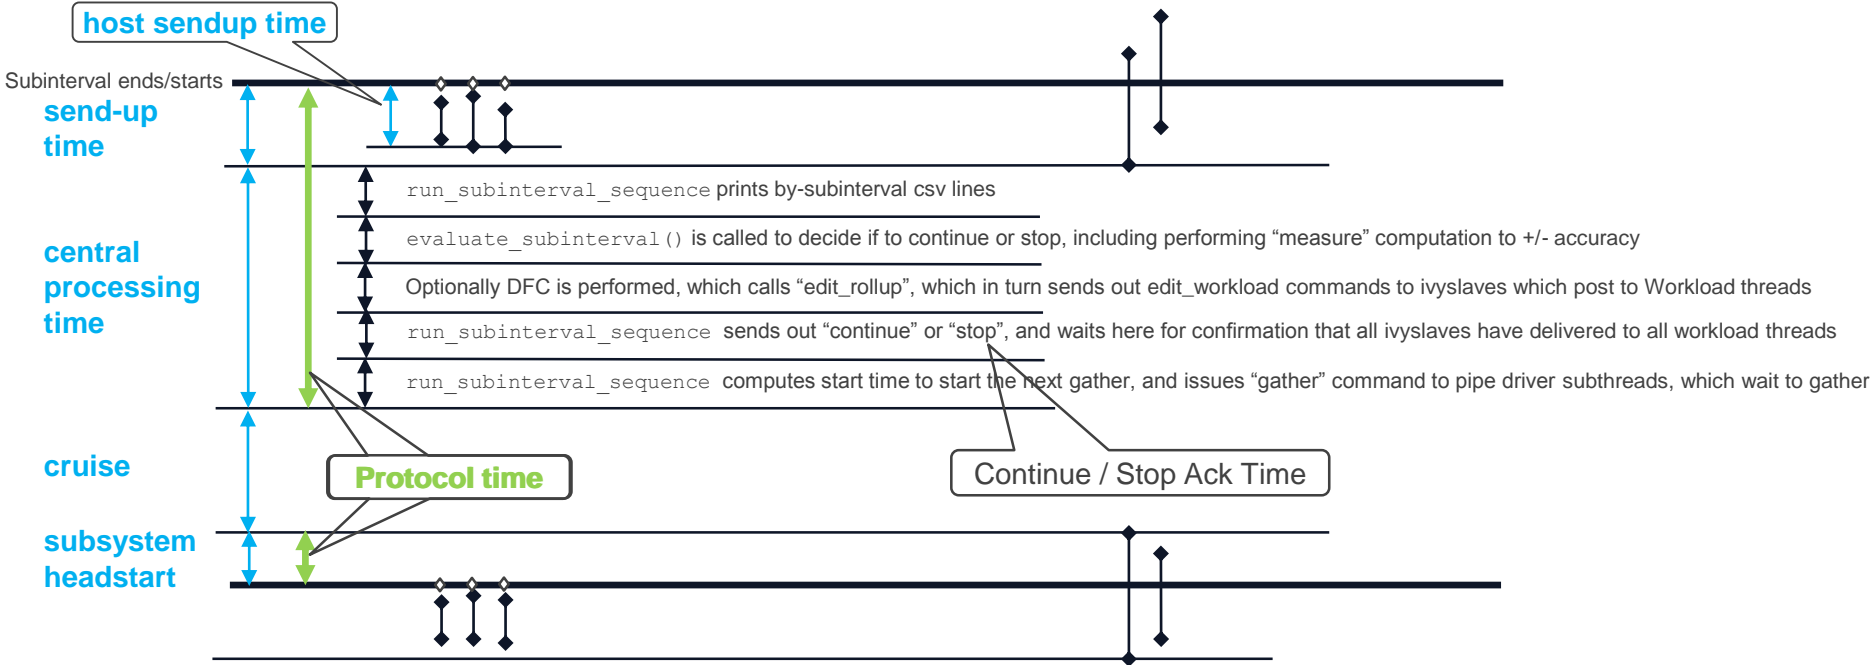 host sendup time
Subinterval ends/starts
send-up
time
run_subinterval_sequence prints by-subinterval csv lines
evaluate_subinterval() is called to decide if to continue or stop, including performing “measure” computation to +/- accuracy
central
processing
time
Optionally DFC is performed, which calls “edit_rollup”, which in turn sends out edit_workload commands to ivyslaves which post to Workload threads
run_subinterval_sequence sends out “continue” or “stop”, and waits here for confirmation that all ivyslaves have delivered to all workload threads
run_subinterval_sequence computes start time to start the next gather, and issues “gather” command to pipe driver subthreads, which wait to gather
cruise
Protocol time
Continue / Stop Ack Time
subsystem
headstart